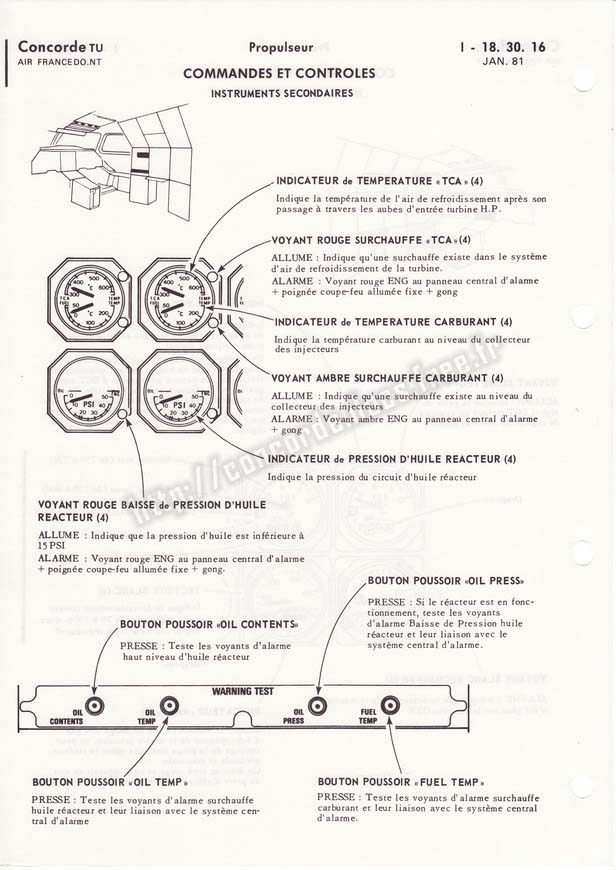 Concorde TU
AIR FRANCE DO.NT
Propulseur
COMMANDES ET CONTROLES
INSTRUMENTS SECONDAIRES
I - 18. 30. 16
JAN. 81
INDICATEUR de TEMPERATURE «TCA» (4)
Indique la température de l'air de refroidissement après son
passage à travers les aubes d'entrée turbine H.P.
VOYANT ROUGE SURCHAUFFE «TCA»(4)
ALLUME : Indique qu'une surchauffe existe dans le système
d'air de refroidissement de la turbine.
ALARME : Voyant rouge ENG au panneau central d'alarme
+ poignée coupe-feu allumée fixe + gong
INDICATEUR de TEMPERATURE CARBURANT (4)
Indique la température carburant au niveau du collecteur
des injecteurs
VOYANT AMBRE SURCHAUFFE CARBURANT (4)
ALLUME : Indique qu'une surchauffe existe au niveau du
collecteur des injecteurs
ALARME : Voyant ambre ENG au panneau central d'alarme
+ gong
INDICATEUR de PRESSION D'HUILE REACTEUR (4)
Indique la pression du circuit d'huile réacteur
300 400 500 600
°C
TCA TEMP
FUEL TEMP
50 °C 200
100
300 400 500 600
°C
TCA TEMP
FUEL TEMP
50 °C 200
100
OIL
0 50
PSI
10 20 30 40
OIL
0 50
PSI
10 20 30 40
http://concorde-jet.ifrance.free.fr
VOYANT ROUGE BAISSE de PRESSION D'HUILE
REACTEUR (4)
ALLUME : Indique que la pression d'huile est inférieure à
15 PSI
ALARME : Voyant rouge ENG au panneau central d'alarme
+ poignée coupe-feu allumée fixe + gong.
BOUTON POUSSOIR «OIL PRESS»
PRESSE : Si le réacteur est en fonc-
tionnement, teste les voyants
d'alarme Baisse de Pression huile
réacteur et leur liaison avec le
système central d'alarme.
BOUTON POUSSOIR «OIL CONTENTS»
PRESSE : Teste les voyants d'alarme
haut niveau d'huile réacteur
WARNING TEST
OIL
CONTENTS
OIL
TEMP
OIL
PRESS
FUEL
TEMP
BOUTON POUSSOIR «OIL TEMP»
PRESSE : Teste les voyants d'alarme surchauffe
huile réacteur et leur liaison avec le système cen-
tral d'alarme
BOUTON POUSSOIR «FUEL TEMP»
PRESSE : Teste les voyants d'alarme surchauffe
carburant et leur liaison avec le système central
d'alarme.